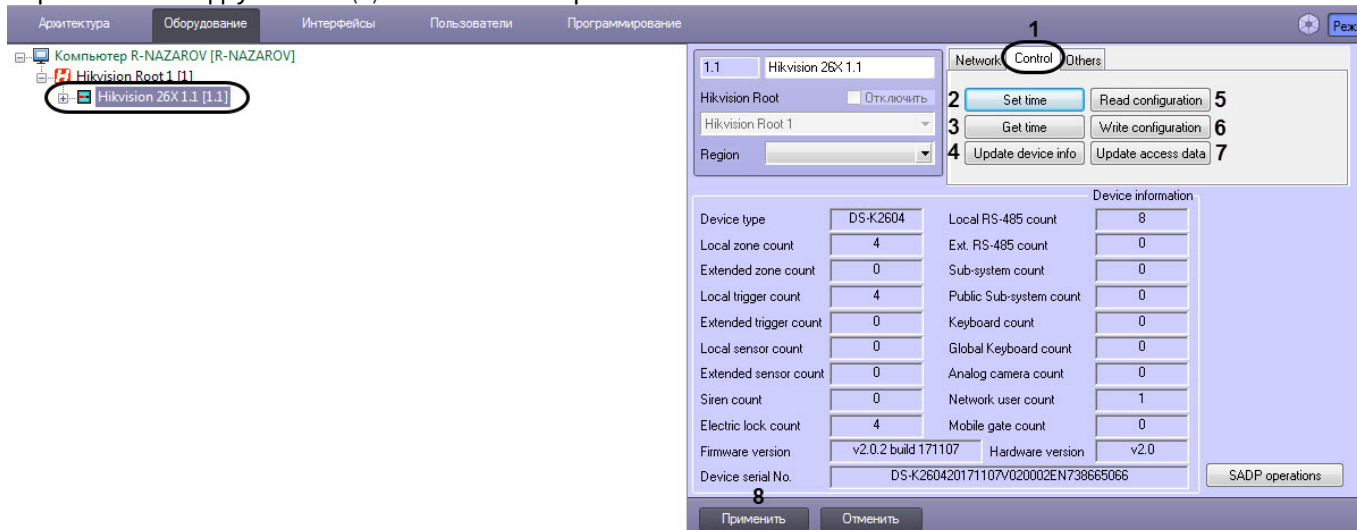 Архитектура Оборудование Интерфейсы Пользователи Программирование 1
Компьютер R-NAZAROV [R-NAZAROV]
Hikvision Root 1 [1]
Hikvision 26X 1.1 [1.1]
1.1 Hikvision 26X 1.1
Hikvision Root Отключить
Hikvision Root 1
Region
Network Control Others
2 Set time Read configuration 5
3 Get time Write configuration 6
4 Update device info Update access data 7
Device information
Device type DS-K2604 Local RS-485 count 8
Local zone count 4 Ext. RS-485 count 0
Extended zone count 0 Sub-system count 0
Local trigger count 4 Public Sub-system count 0
Extended trigger count 0 Keyboard count 0
Local sensor count 0 Global Keyboard count 0
Extended sensor count 0 Analog camera count 0
Siren count 0 Network user count 1
Electric lock count 4 Mobile gate count 0
Firmware version v2.0.2 build 171107 Hardware version v2.0
Device serial No. DS-K260420171107V020002EN738665066 SADP operations
8
Применить Отменить